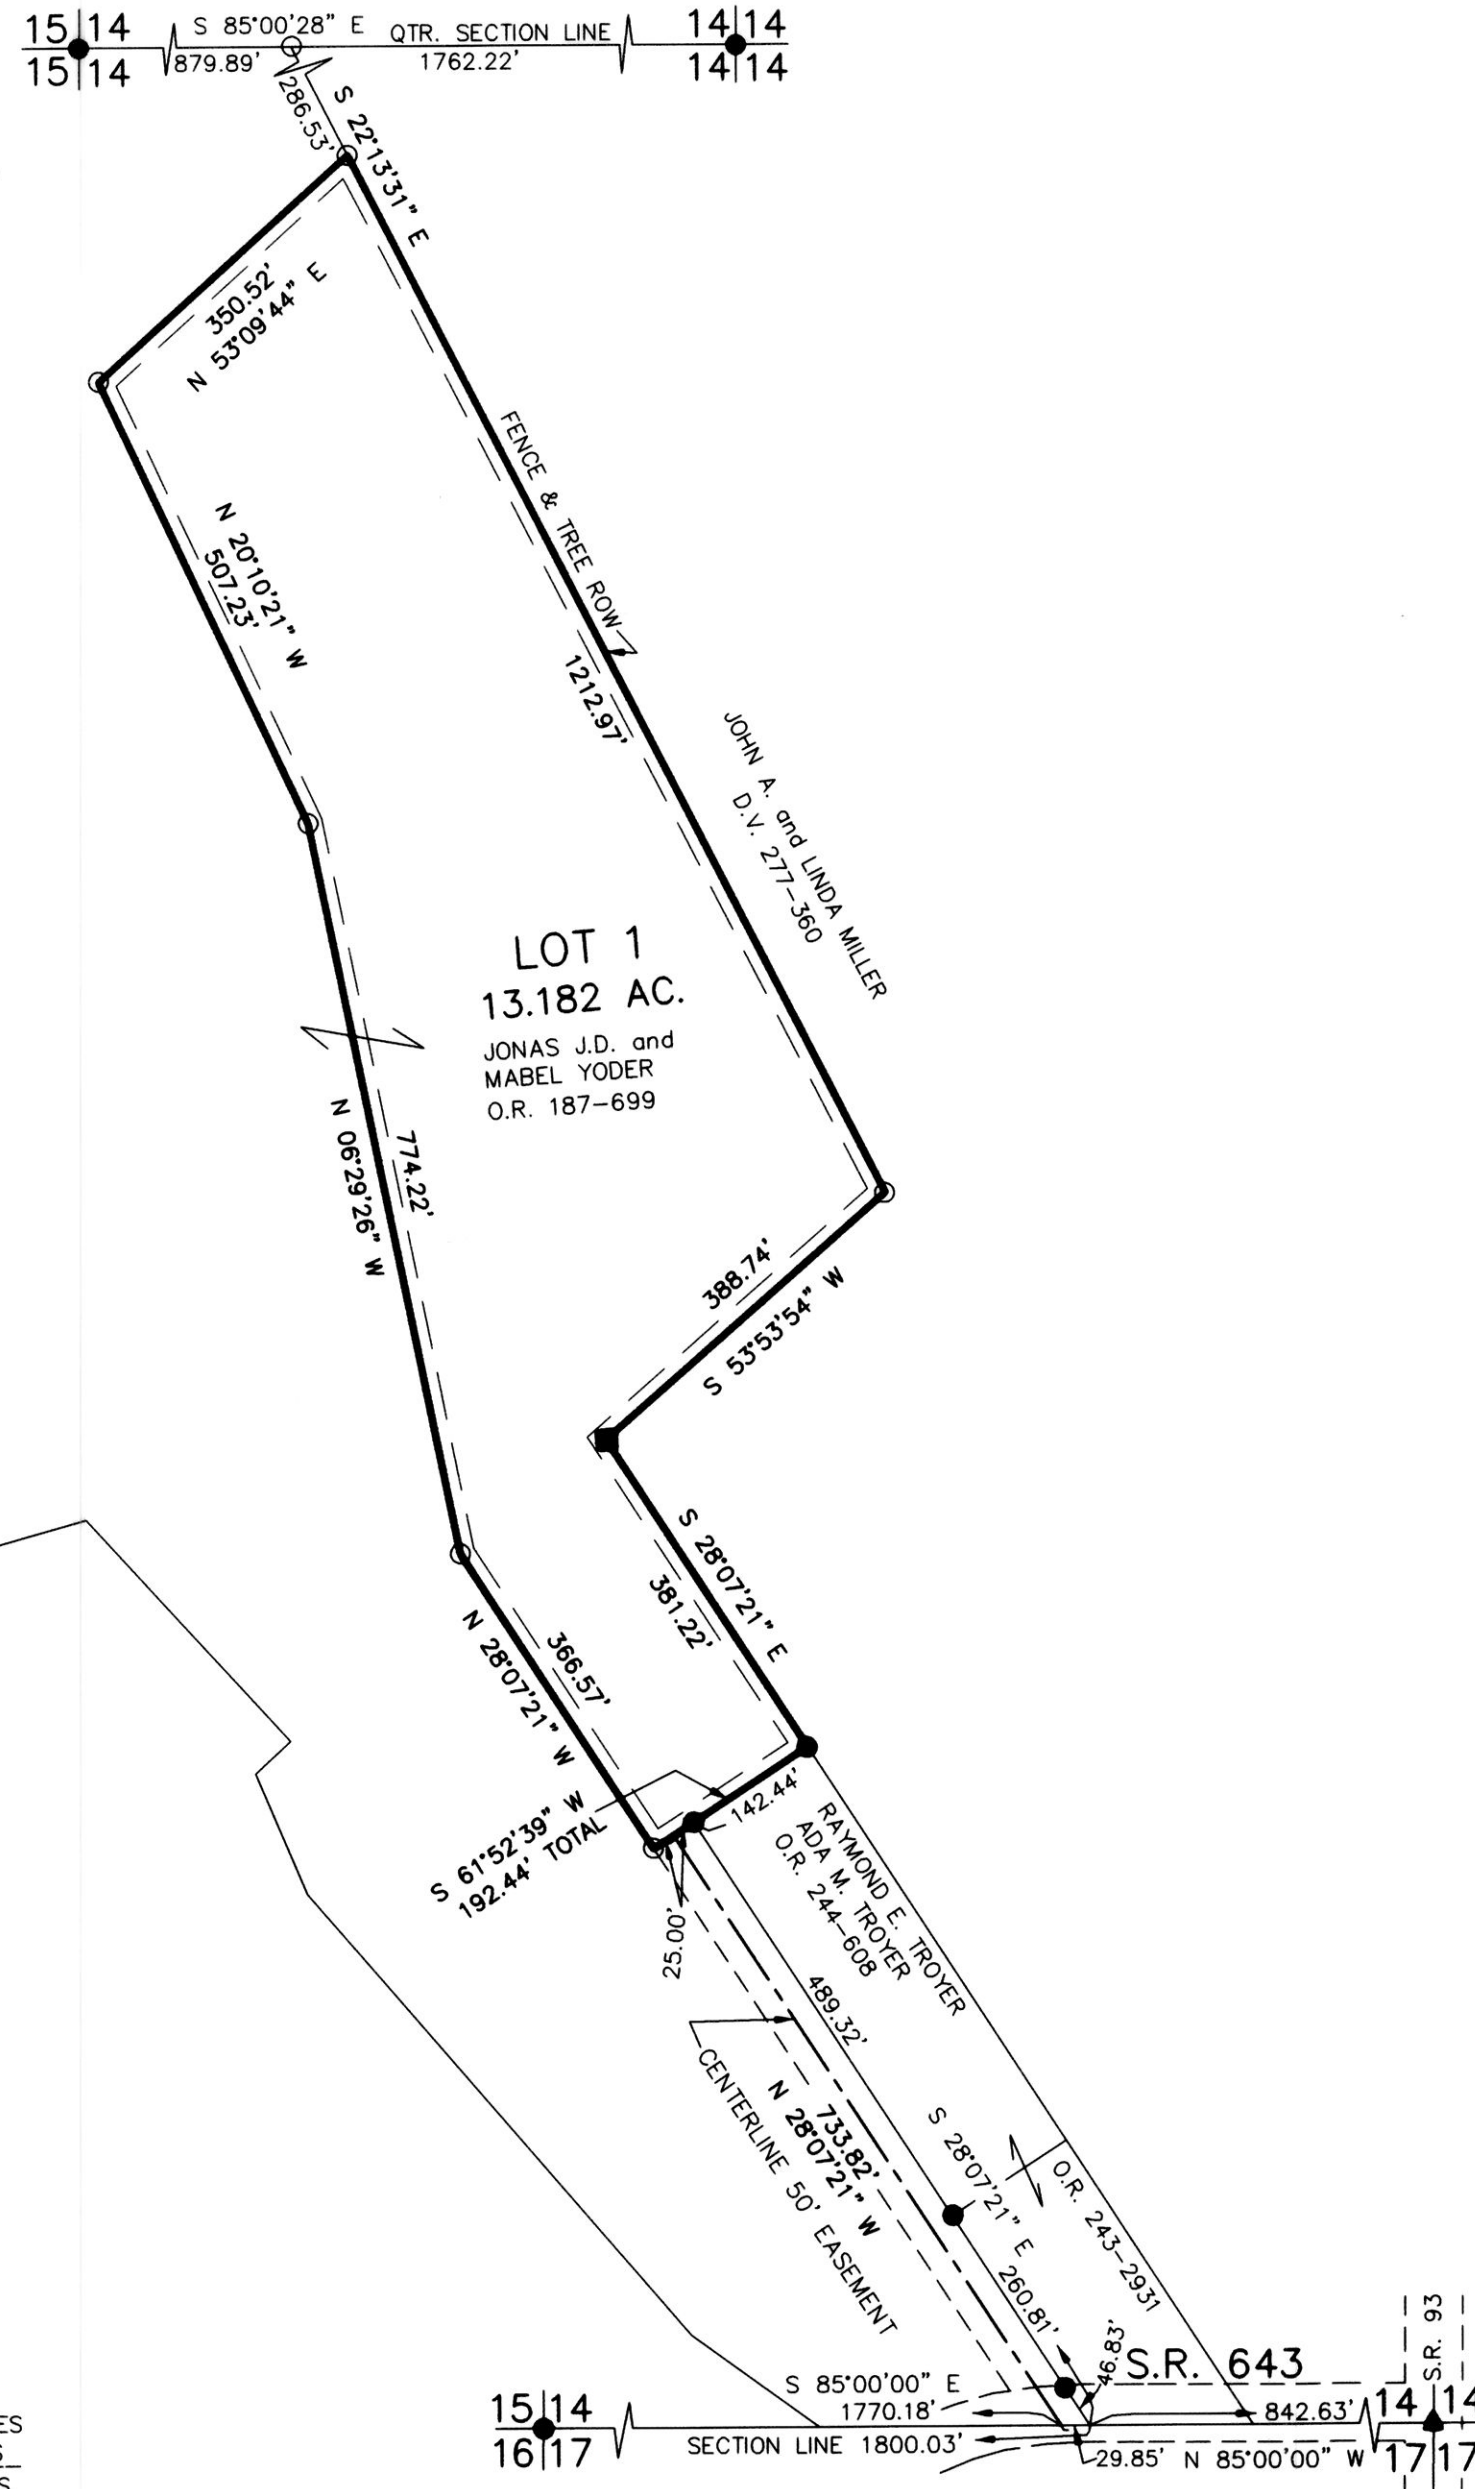 15|14
15|14
S 85°00'28" E QTR. SECTION LINE
879.89'
1762.22'
14|14
14|14
286.53'
S 22°13'31" E
350.52'
N 53°09'44" E
FENCE & TREE ROW
N 20°10'21" W
507.23'
1212.97'
JOHN A. and LINDA MILLER
D.V. 277-360
LOT 1
13.182 AC.
JONAS J.D. and
MABEL YODER
O.R. 187-699
N 06°29'26" W
774.22'
388.74'
S 53°53'54" W
S 28°07'21" E
381.22'
366.57'
N 28°07'21" W
S 61°52'39" W
192.44' TOTAL
142.44'
25.00'
RAYMOND E. TROYER
ADA M. TROYER
O.R. 244-608
489.32'
CENTERLINE 50' EASEMENT
733.82'
N 28°07'21" W
S 28°07'21" E
260.81'
O.R. 243-2931
46.83'
S.R. 643
S.R. 93
S 85°00'00" E
1770.18'
842.63'
15|14
16|17
SECTION LINE 1800.03'
29.85' N 85°00'00" W
14|14
17|17
ES